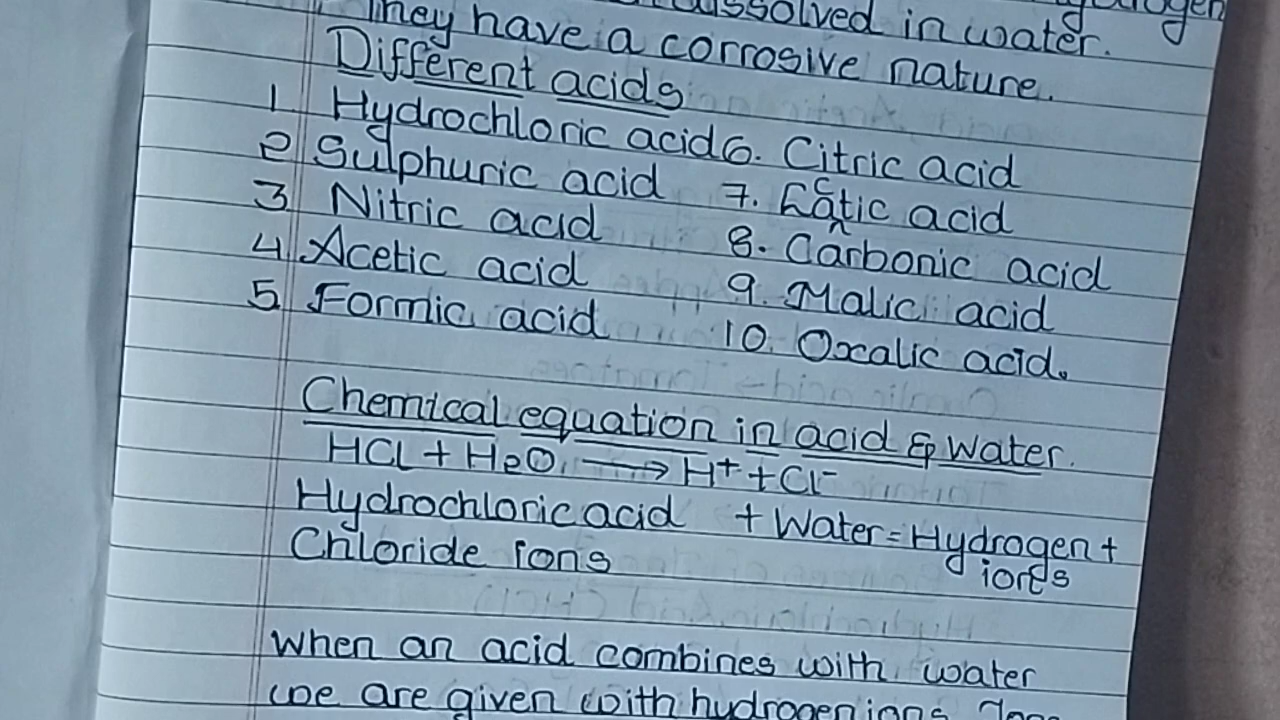 dissolved in water.
They have a corrosive nature.
Different acids
1. Hydrochloric acid 6. Citric acid
2 Sulphuric acid 7. Lactic acid
3. Nitric acid 8. Carbonic acid
4. Acetic acid 9. Malic acid
5. Formic acid 10. Oxalic acid.
Chemical equation in acid & Water.
HCl + H2O ⟶ H⁺ + Cl⁻
Hydrochloric acid + Water = Hydrogen +
ions
Chloride ions
When an acid combines with water
we are given with hydrogen ions